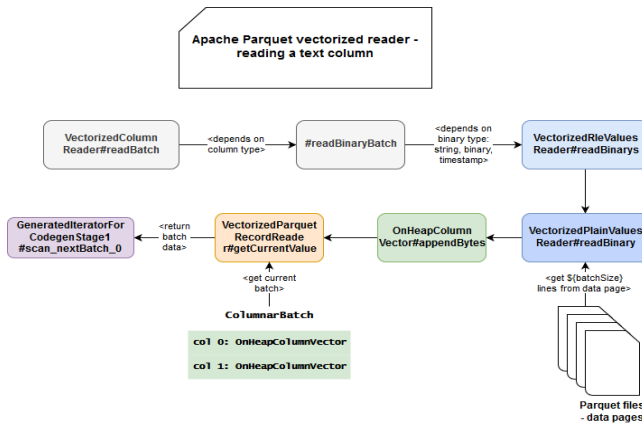 Apache Parquet vectorized reader -
reading a text column
VectorizedColumn
Reader#readBatch
<depends on
column type>
#readBinaryBatch
<depends on
binary type:
string, binary,
timestamp>
VectorizedRleValues
Reader#readBinarys
GeneratedIteratorFor
CodegenStage1
#scan_nextBatch_0
<return
batch
data>
VectorizedParquet
RecordReade
r#getCurrentValue
OnHeapColumn
Vector#appendBytes
VectorizedPlainValues
Reader#readBinary
<get current
batch>
<get ${batchSize}
lines from data page>
ColumnarBatch
col 0: OnHeapColumnVector
col 1: OnHeapColumnVector
Parquet files
- data pages